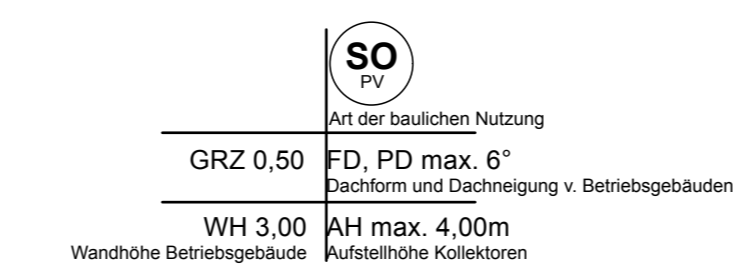 SO
PV
Art der baulichen Nutzung
GRZ 0,50 FD, PD max. 6°
Dachform und Dachneigung v. Betriebsgebäuden
WH 3,00 AH max. 4,00m
Wandhöhe Betriebsgebäude Aufstellhöhe Kollektoren